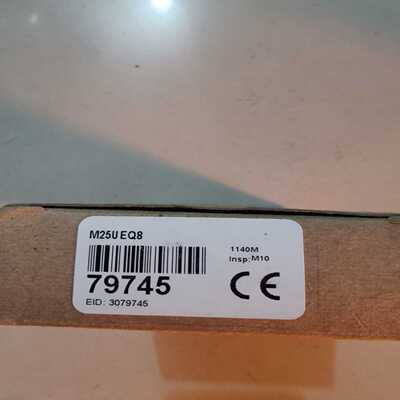 M25U EQ8
79745
EID: 3079745
1140M
Insp: M10
CE